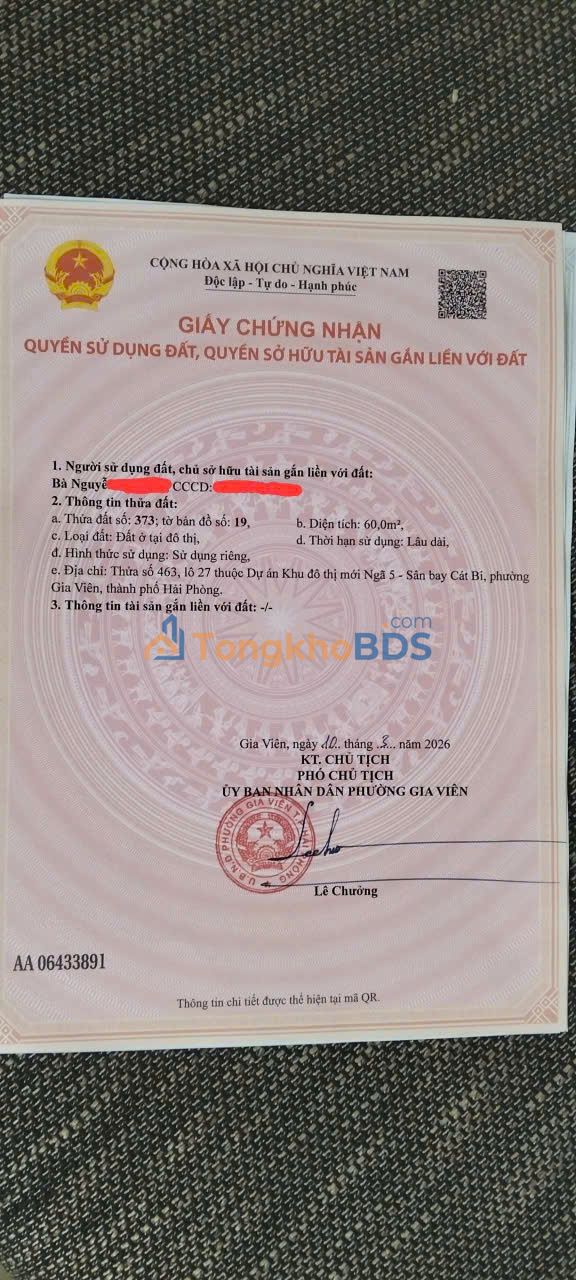 CỘNG HÒA XÃ HỘI CHỦ NGHĨA VIỆT NAM
Độc lập - Tự do - Hạnh phúc
GIẤY CHỨNG NHẬN
QUYỀN SỬ DỤNG ĐẤT, QUYỀN SỞ HỮU TÀI SẢN GẮN LIỀN VỚI ĐẤT
1. Người sử dụng đất, chủ sở hữu tài sản gắn liền với đất:
Bà Nguyễ CCCD:
2. Thông tin thửa đất:
a. Thửa đất số: 373; tờ bản đồ số: 19, b. Diện tích: 60,0m²,
c. Loại đất: Đất ở tại đô thị, d. Thời hạn sử dụng: Lâu dài,
đ. Hình thức sử dụng: Sử dụng riêng,
e. Địa chỉ: Thửa số 463, lô 27 thuộc Dự án Khu đô thị mới Ngã 5 - Sân bay Cát Bi, phường
Gia Viên, thành phố Hải Phòng.
3. Thông tin tài sản gắn liền với đất: -/-
TongkhoBDS.com
Gia Viên, ngày 10.. tháng .3... năm 2026
KT. CHỦ TỊCH
PHÓ CHỦ TỊCH
ỦY BAN NHÂN DÂN PHƯỜNG GIA VIÊN
U.B.N.D PHƯỜNG GIA VIÊN T.P HẢI PHÒNG
Lê Chưởng
AA 06433891
Thông tin chi tiết được thể hiện tại mã QR.